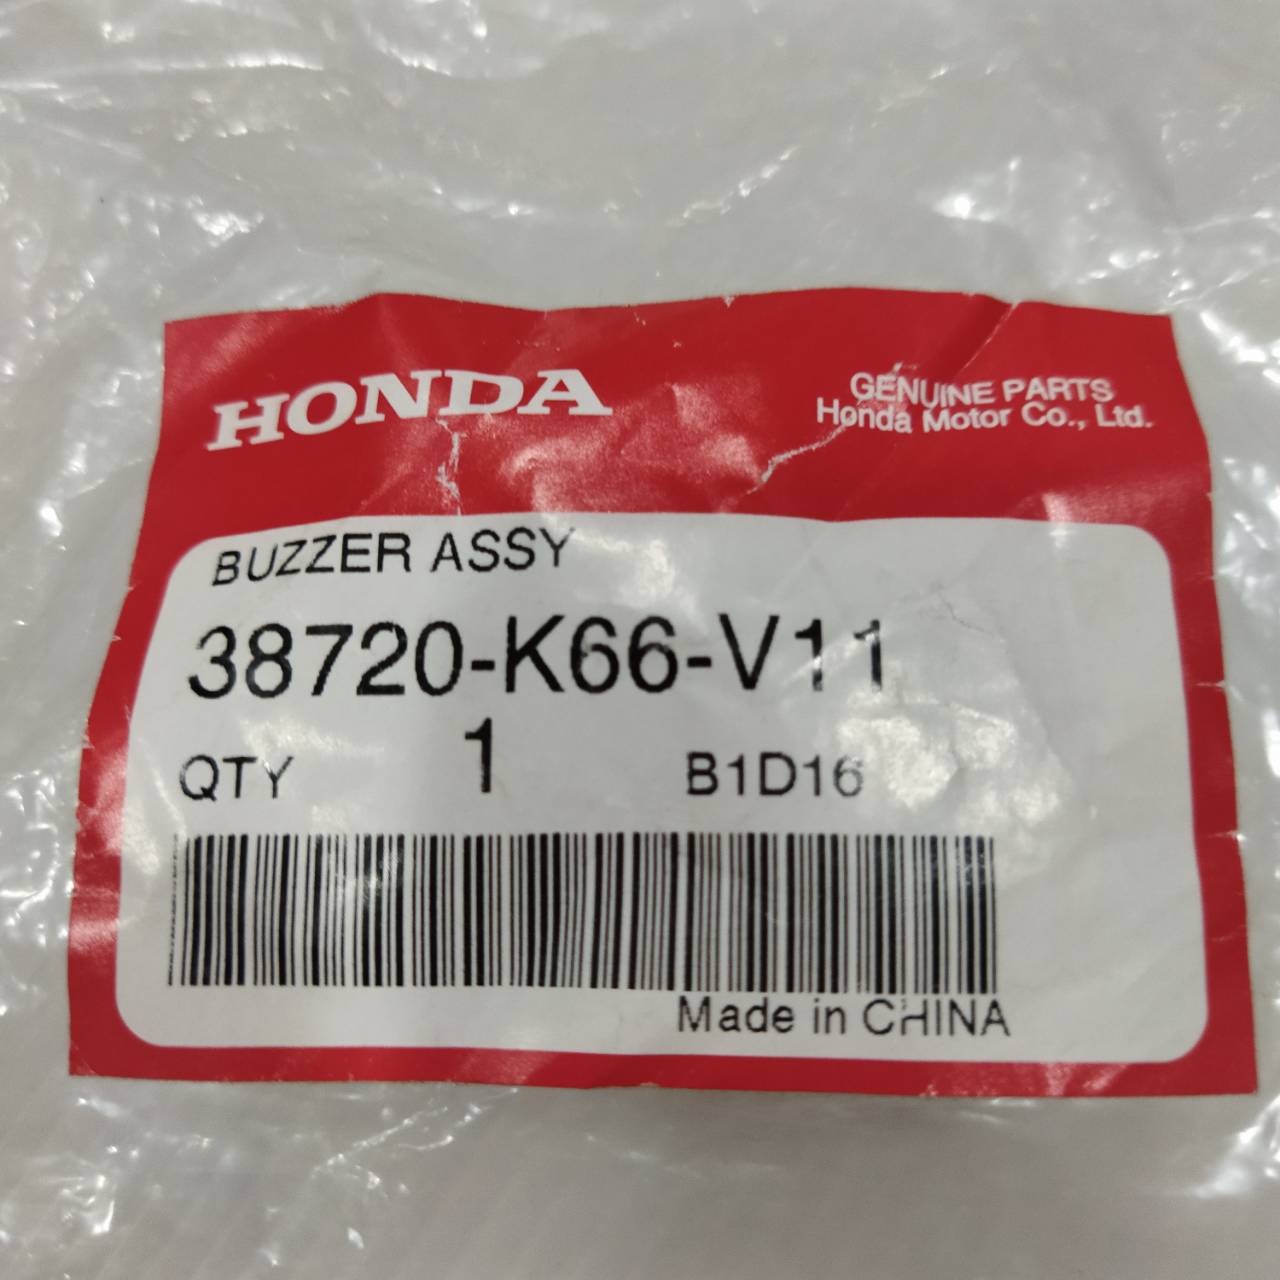 HONDA
GENUINE PARTS
Honda Motor Co., Ltd.
BUZZER ASSY
38720-K66-V11
QTY 1 B1D16
Made in CHINA